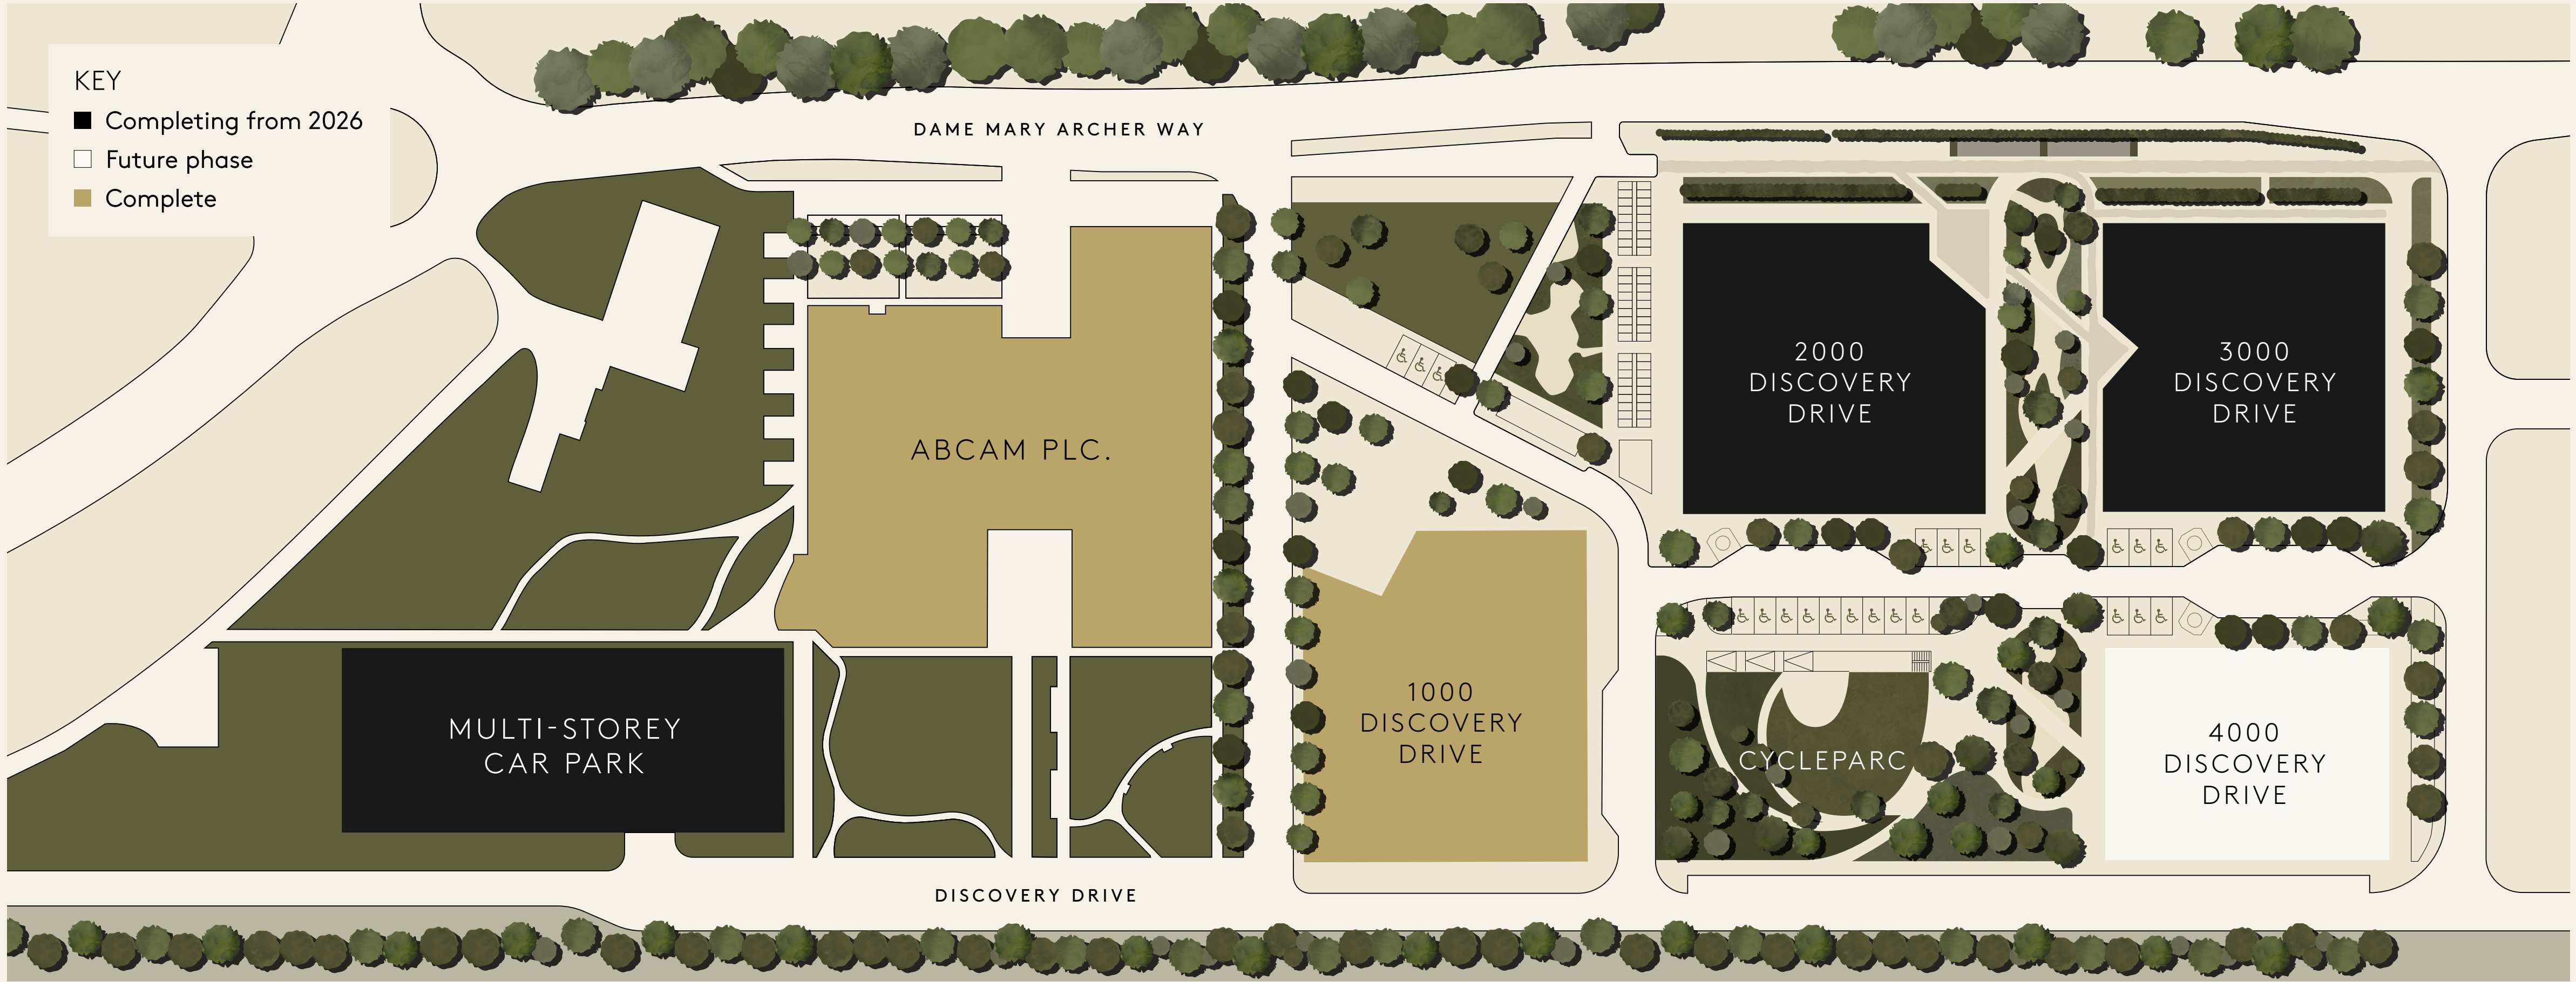 KEY
Completing from 2026
Future phase
Complete
DAME MARY ARCHER WAY
2000
DISCOVERY
DRIVE
3000
DISCOVERY
DRIVE
ABCAM PLC.
1000
DISCOVERY
DRIVE
MULTI-STOREY
CAR PARK
CYCLEPARC
4000
DISCOVERY
DRIVE
DISCOVERY DRIVE